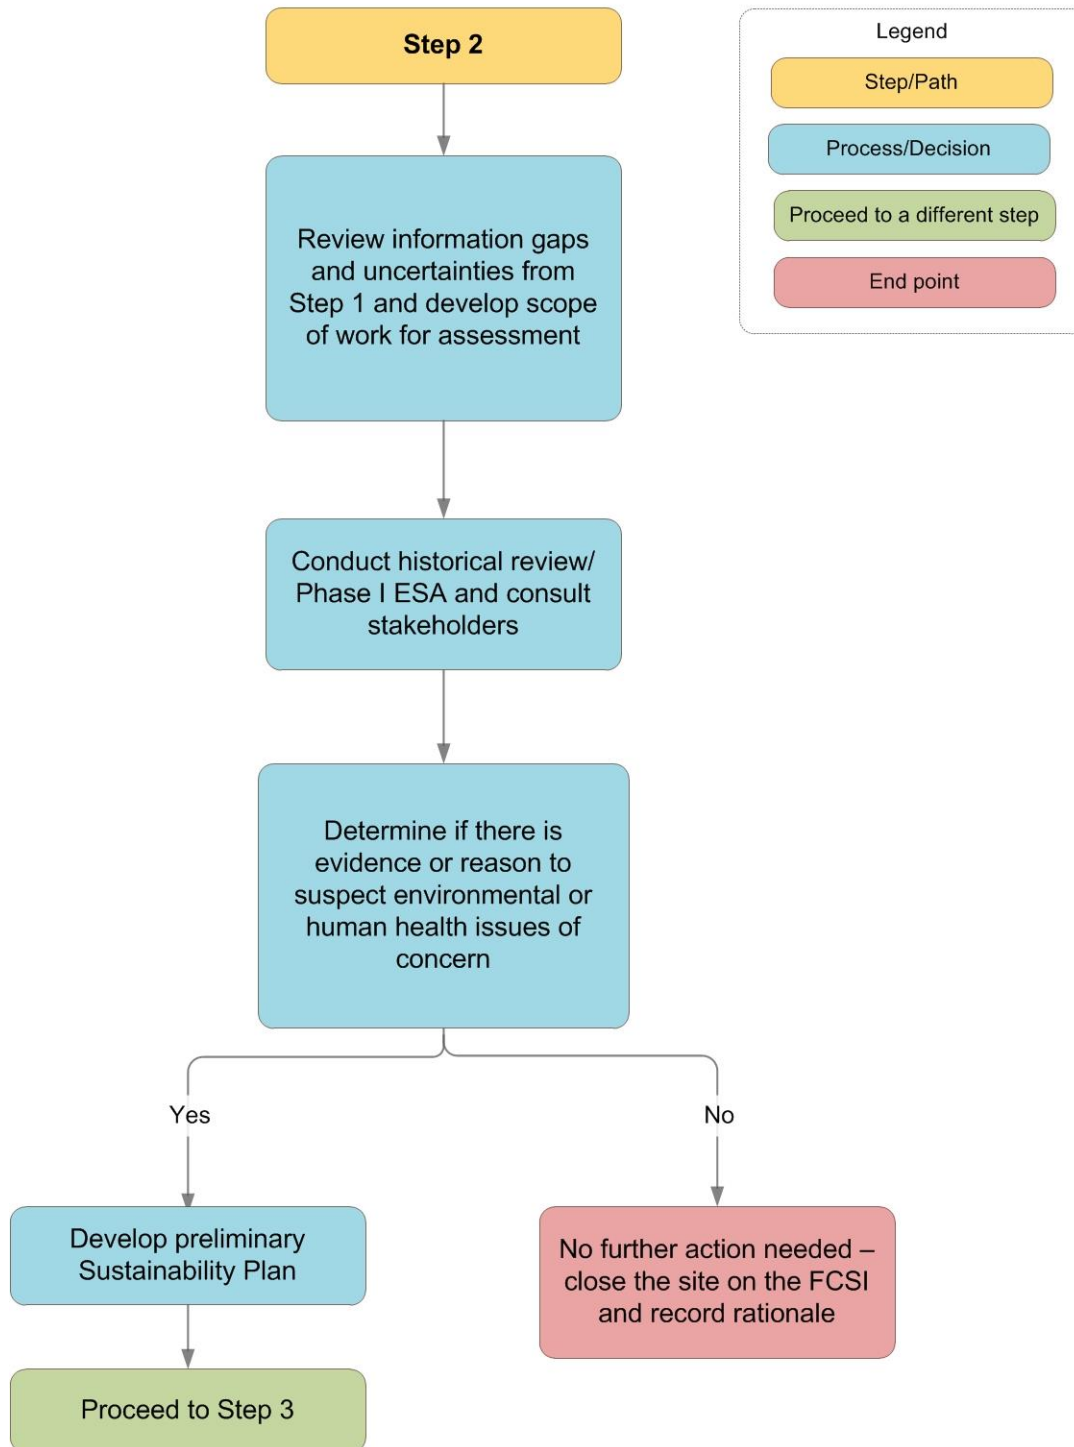 Step 2
Legend
Step/Path
Process/Decision
Proceed to a different step
End point
Review information gaps
and uncertainties from
Step 1 and develop scope
of work for assessment
Conduct historical review/
Phase I ESA and consult
stakeholders
Determine if there is
evidence or reason to
suspect environmental or
human health issues of
concern
Yes
No
Develop preliminary
Sustainability Plan
No further action needed –
close the site on the FCSI
and record rationale
Proceed to Step 3